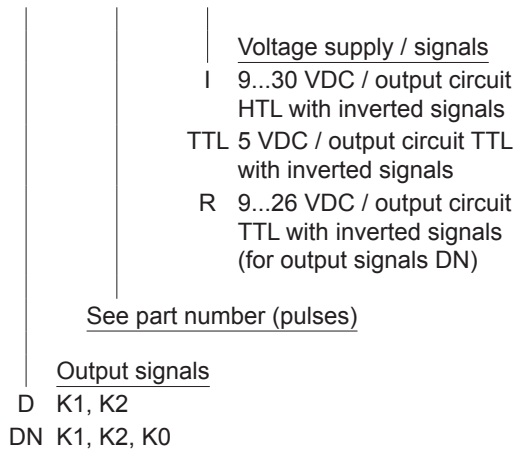 Voltage supply / signals
I 9...30 VDC / output circuit
HTL with inverted signals
TTL 5 VDC / output circuit TTL
with inverted signals
R 9...26 VDC / output circuit
TTL with inverted signals
(for output signals DN)
See part number (pulses)
Output signals
D K1, K2
DN K1, K2, K0